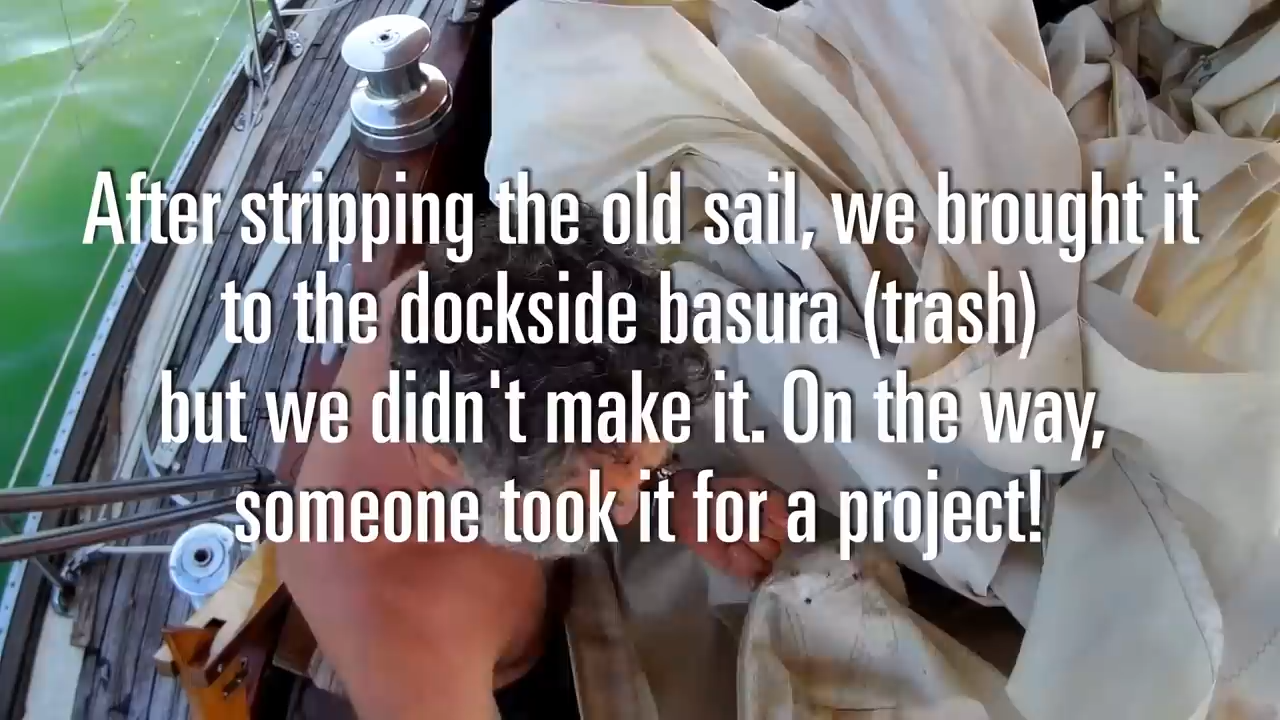 After stripping the old sail, we brought it
to the dockside basura (trash)
but we didn't make it. On the way,
someone took it for a project!